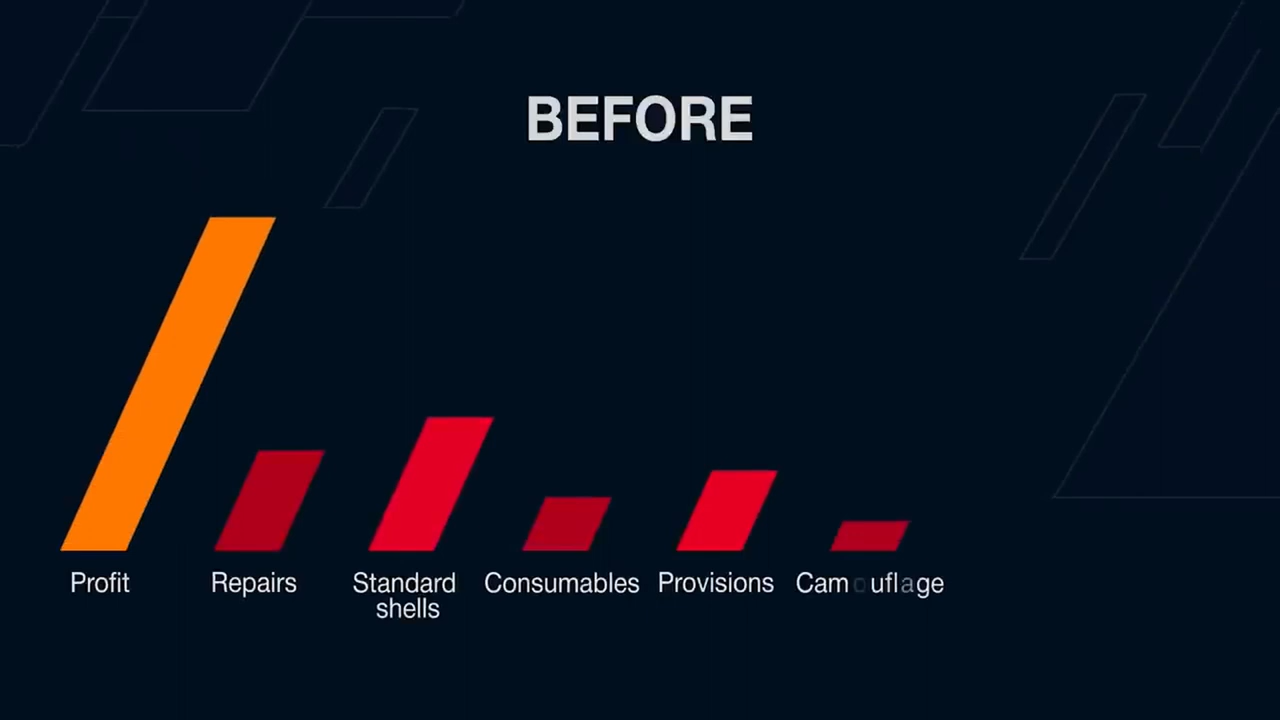 BEFORE
Profit
Repairs
Standard
shells
Consumables
Provisions
Camouflage